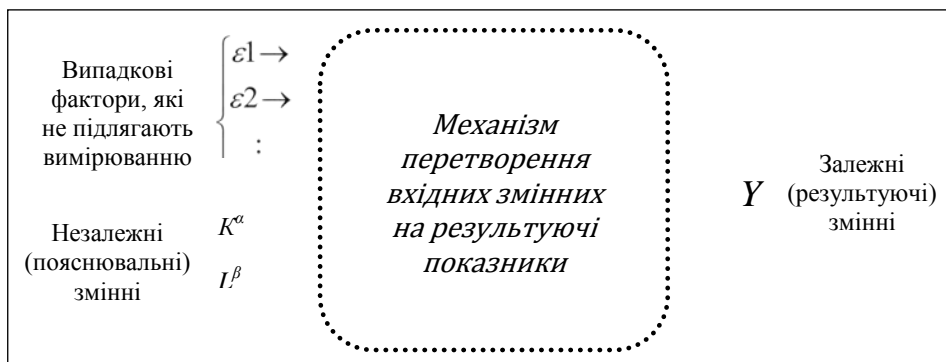 Випадкові
фактори, які
не підлягають
вимірюванню
ε1→
ε2→
:
Незалежні
(пояснювальні)
змінні
K^α
L^β
Механізм
перетворення
вхідних змінних
на результуючі
показники
Y
Залежні
(результуючі)
змінні